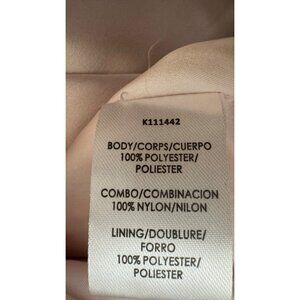 K111442
BODY/CORPS/CUERPO
100% POLYESTER/
POLIESTER
COMBO/COMBINACION
100% NYLON/NILON
LINING/DOUBLURE/
FORRO
100% POLYESTER/
POLIESTER